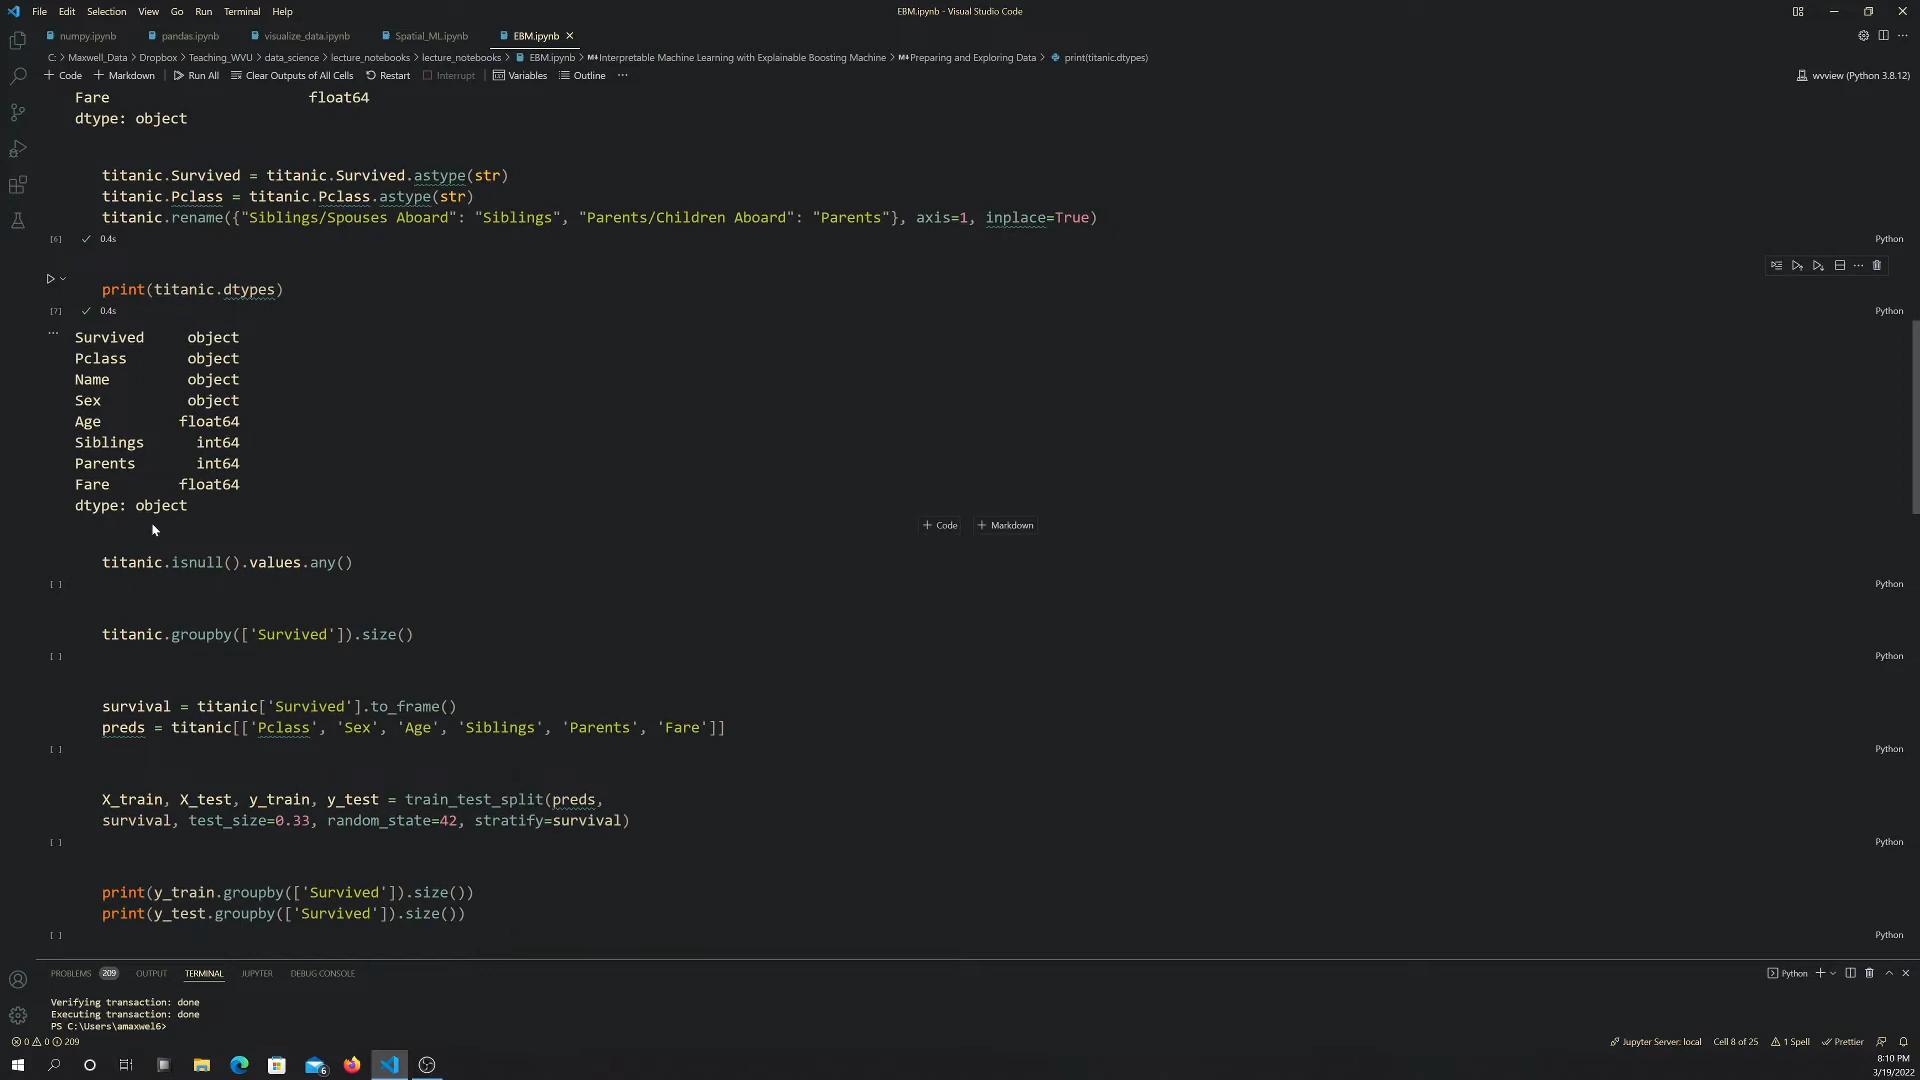 File Edit Selection View Go Run Terminal Help
EBM.ipynb - Visual Studio Code
numpy.ipynb pandas.ipynb visualize_data.ipynb Spatial_ML.ipynb EBM.ipynb
C: > Maxwell_Data > Dropbox > Teaching_WVU > data_science > lecture_notebooks > lecture_notebooks > EBM.ipynb > M↓Interpretable Machine Learning with Explainable Boosting Machine > M↓Preparing and Exploring Data > print(titanic.dtypes)
+ Code + Markdown Run All Clear Outputs of All Cells Restart Interrupt Variables Outline ...
wvview (Python 3.8.12)
Fare float64
dtype: object
titanic.Survived = titanic.Survived.astype(str)
titanic.Pclass = titanic.Pclass.astype(str)
titanic.rename({"Siblings/Spouses Aboard": "Siblings", "Parents/Children Aboard": "Parents"}, axis=1, inplace=True)
[6] ✓ 0.4s Python
print(titanic.dtypes)
[7] ✓ 0.4s Python
... Survived object
Pclass object
Name object
Sex object
Age float64
Siblings int64
Parents int64
Fare float64
dtype: object
+ Code + Markdown
titanic.isnull().values.any()
[ ] Python
titanic.groupby(['Survived']).size()
[ ] Python
survival = titanic['Survived'].to_frame()
preds = titanic[['Pclass', 'Sex', 'Age', 'Siblings', 'Parents', 'Fare']]
[ ] Python
X_train, X_test, y_train, y_test = train_test_split(preds,
survival, test_size=0.33, random_state=42, stratify=survival)
[ ] Python
print(y_train.groupby(['Survived']).size())
print(y_test.groupby(['Survived']).size())
[ ] Python
PROBLEMS 209 OUTPUT TERMINAL JUPYTER DEBUG CONSOLE
Python
Verifying transaction: done
Executing transaction: done
PS C:\Users\amaxwel6>
0 0 209
Jupyter Server: local Cell 8 of 25 1 Spell Prettier
6
8:10 PM
3/19/2022